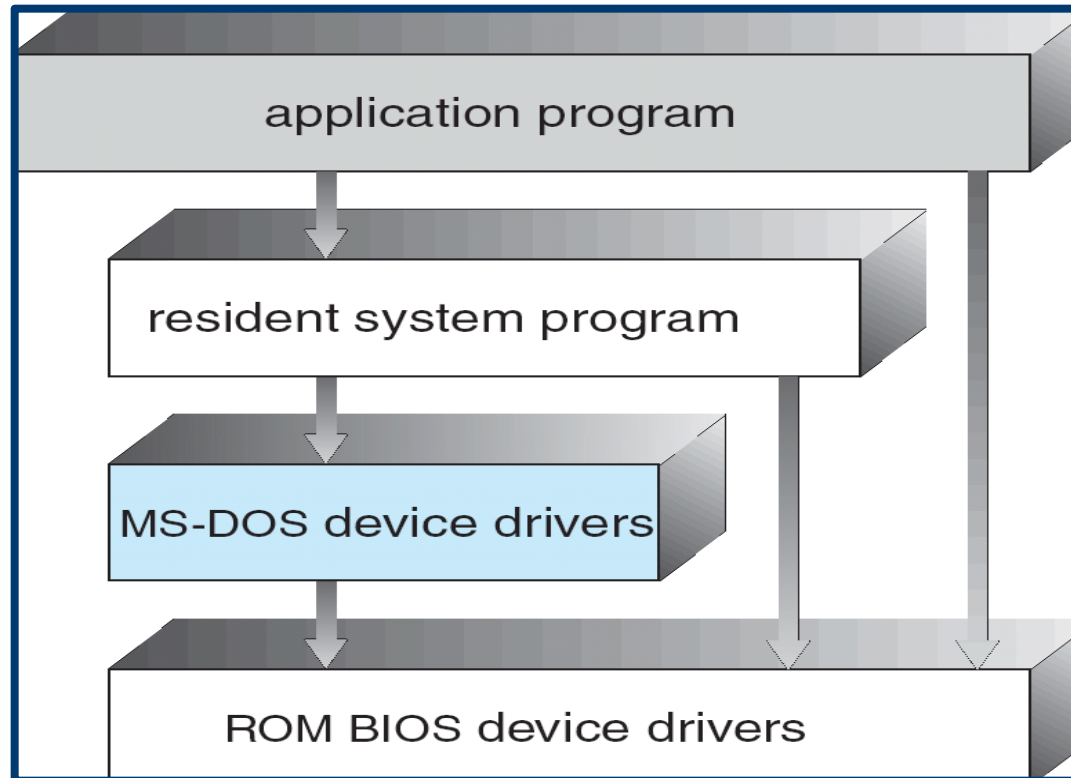 application program
resident system program
MS-DOS device drivers
ROM BIOS device drivers